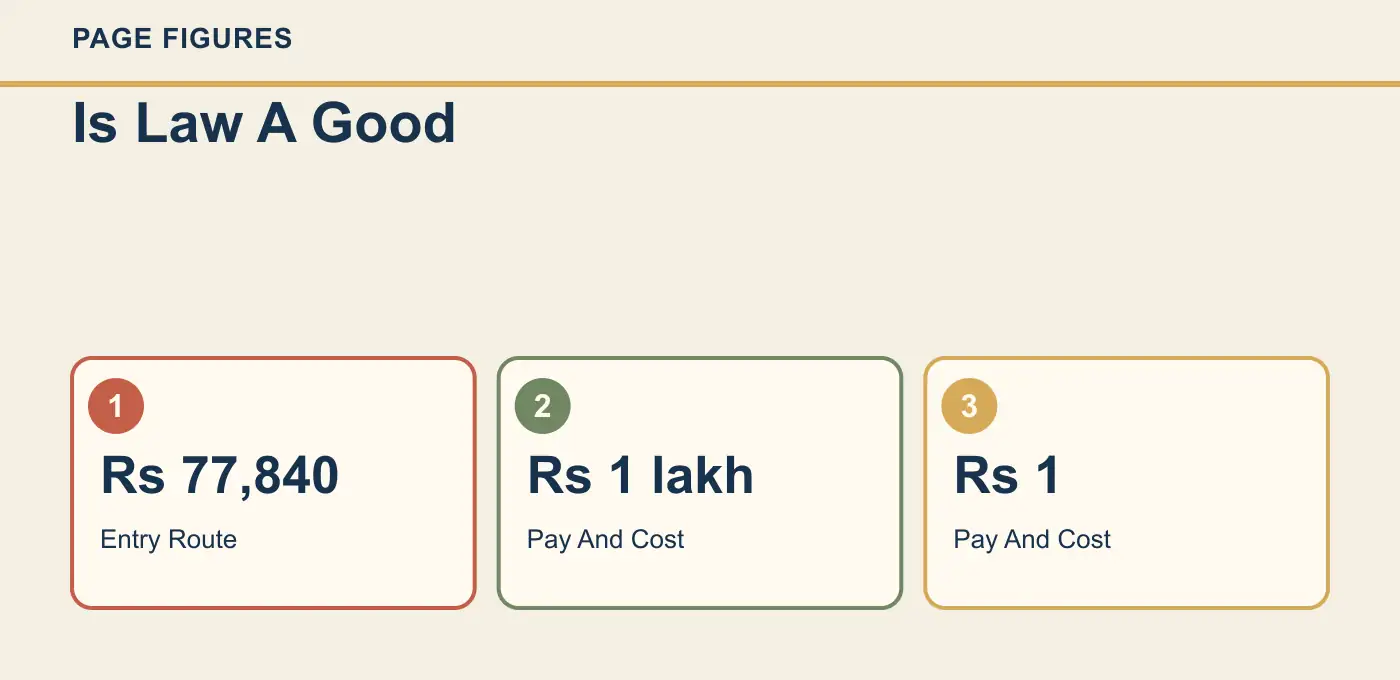 PAGE FIGURES
Is Law A Good
1
Rs 77,840
Entry Route
2
Rs 1 lakh
Pay And Cost
3
Rs 1
Pay And Cost